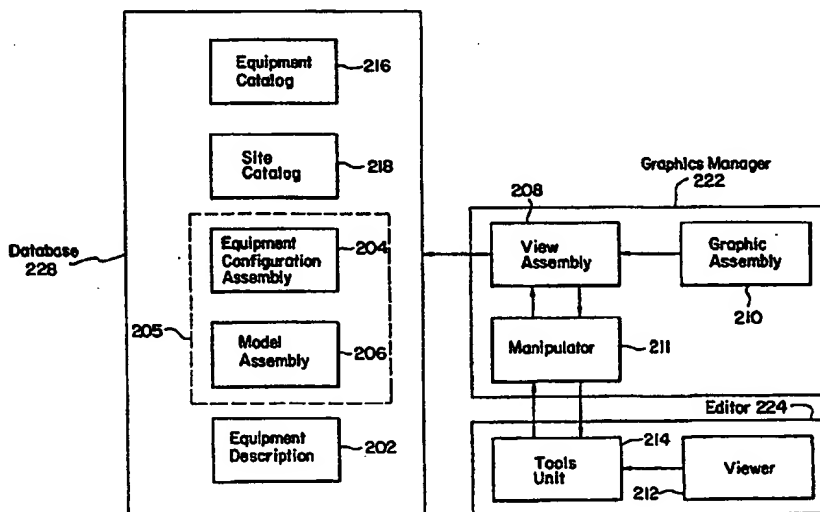 Database
228
Equipment
Catalog
216
Site
Catalog
218
Equipment
Configuration
Assembly
204
205
Model
Assembly
206
Equipment
Description
202
Graphics Manager
222
208
View
Assembly
Graphic
Assembly
210
Manipulator
211
Editor 224
214
Tools
Unit
Viewer
212